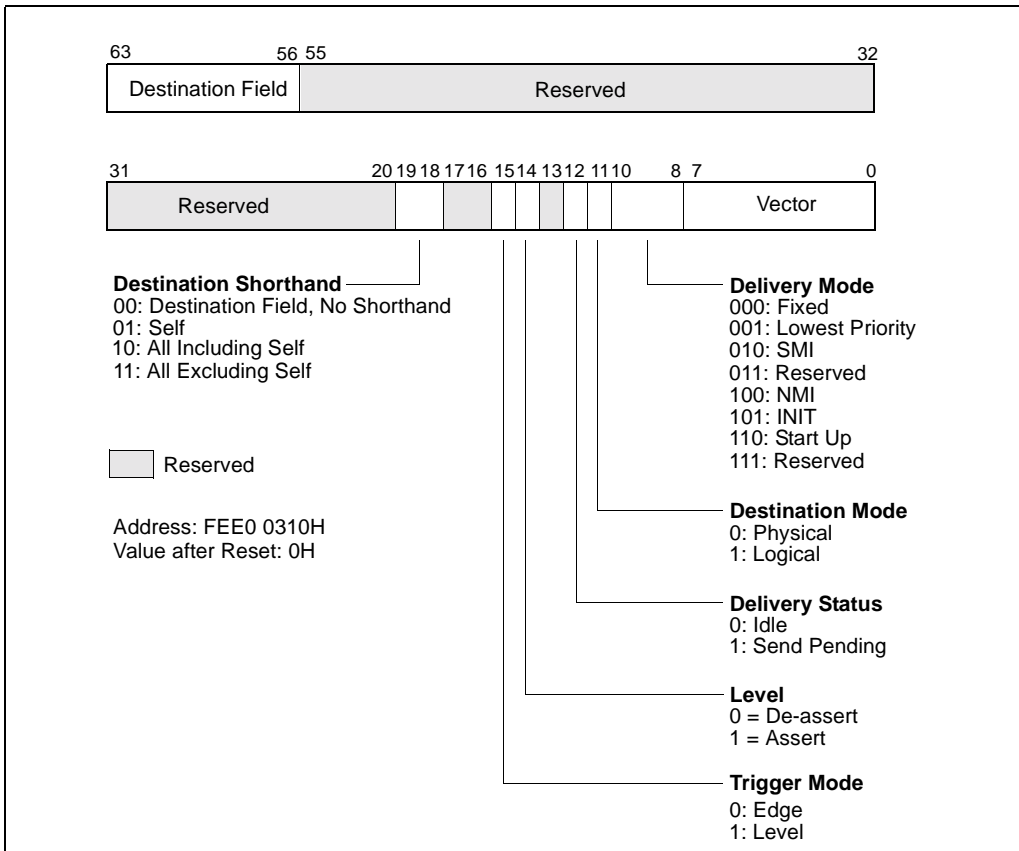 63 56 55 32
Destination Field Reserved
31 20 19 18 17 16 15 14 13 12 11 10 8 7 0
Reserved Vector
Destination Shorthand
00: Destination Field, No Shorthand
01: Self
10: All Including Self
11: All Excluding Self
Reserved
Address: FEE0 0310H
Value after Reset: 0H
Delivery Mode
000: Fixed
001: Lowest Priority
010: SMI
011: Reserved
100: NMI
101: INIT
110: Start Up
111: Reserved
Destination Mode
0: Physical
1: Logical
Delivery Status
0: Idle
1: Send Pending
Level
0 = De-assert
1 = Assert
Trigger Mode
0: Edge
1: Level